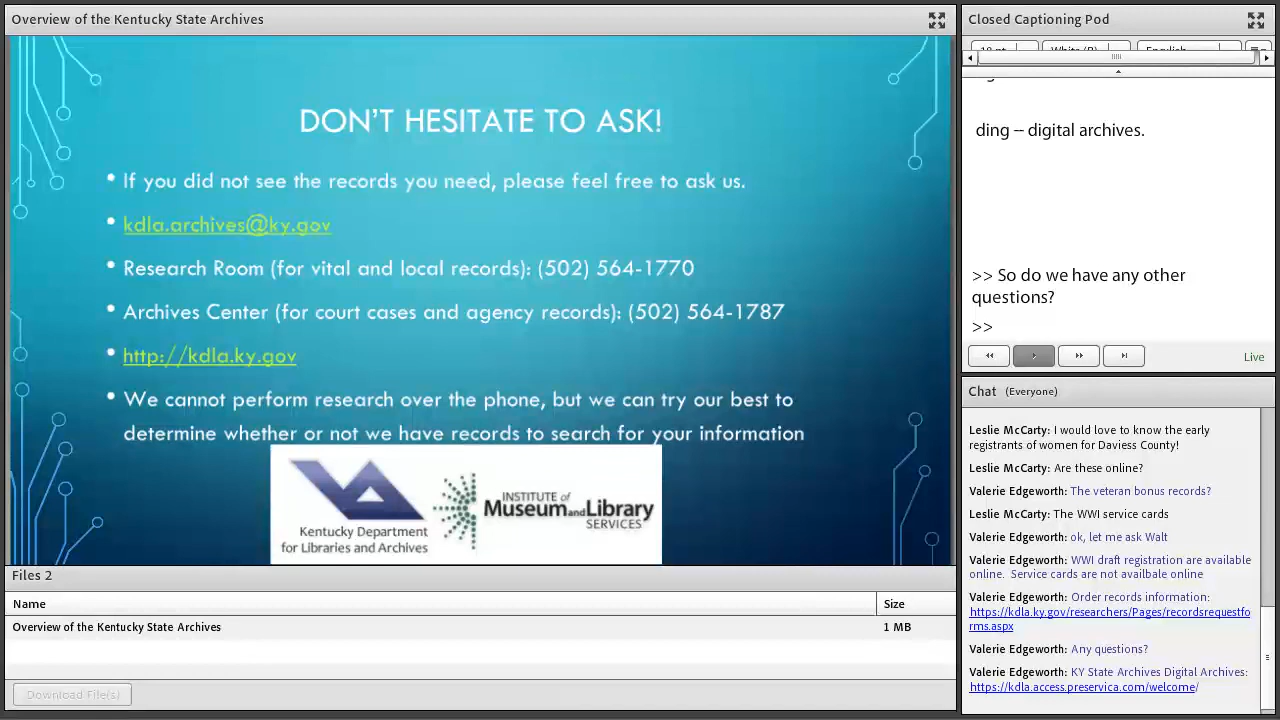 Overview of the Kentucky State Archives
DON'T HESITATE TO ASK!
• If you did not see the records you need, please feel free to ask us.
• kdla.archives@ky.gov
• Research Room (for vital and local records): (502) 564-1770
• Archives Center (for court cases and agency records): (502) 564-1787
• http://kdla.ky.gov
• We cannot perform research over the phone, but we can try our best to
determine whether or not we have records to search for your information
Kentucky Department
for Libraries and Archives
INSTITUTE of
Museum and Library
SERVICES
Files 2
Name Size
Overview of the Kentucky State Archives 1 MB
Download File(s)
Closed Captioning Pod
English
ding -- digital archives.
>> So do we have any other
questions?
>>
Live
Chat (Everyone)
Leslie McCarty: I would love to know the early
registrants of women for Daviess County!
Leslie McCarty: Are these online?
Valerie Edgeworth: The veteran bonus records?
Leslie McCarty: The WWI service cards
Valerie Edgeworth: ok, let me ask Walt
Valerie Edgeworth: WWI draft registration are available
online. Service cards are not availbale online
Valerie Edgeworth: Order records information:
https://kdla.ky.gov/researchers/Pages/recordsrequestfo
rms.aspx
Valerie Edgeworth: Any questions?
Valerie Edgeworth: KY State Archives Digital Archives:
https://kdla.access.preservica.com/welcome/